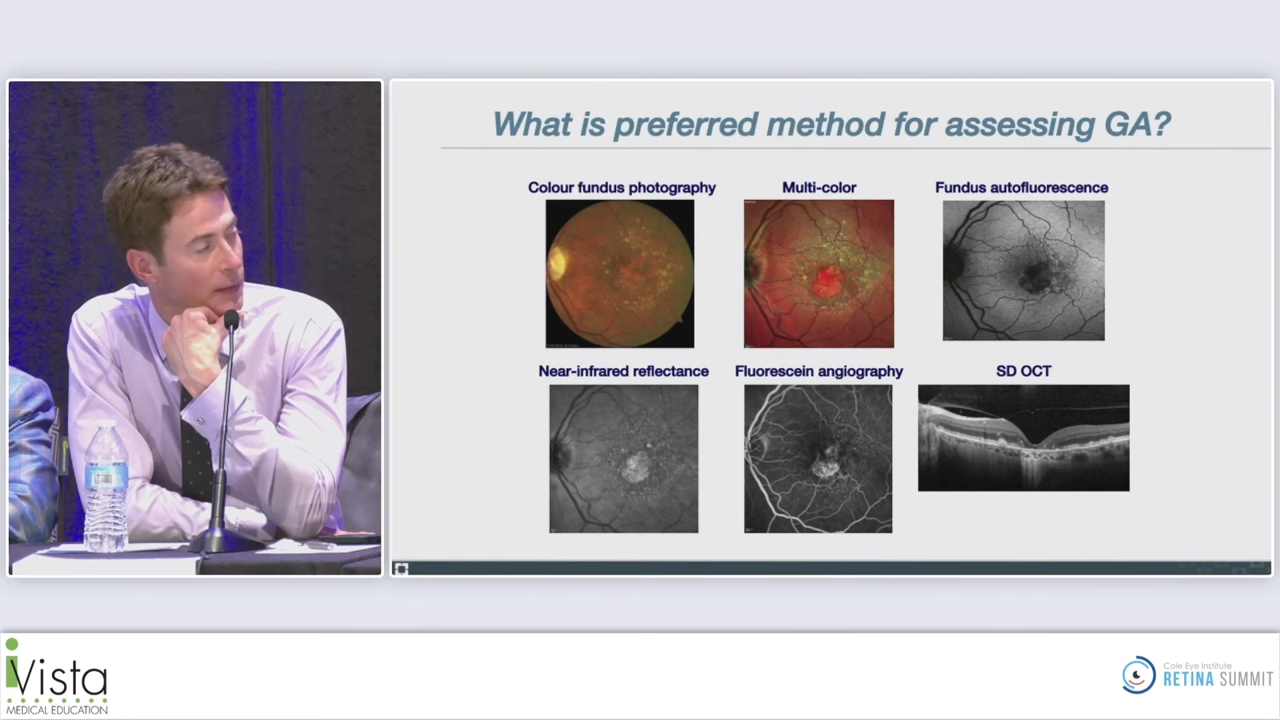 What is preferred method for assessing GA?
Colour fundus photography
Multi-color
Fundus autofluorescence
Near-infrared reflectance
Fluorescein angiography
SD OCT
iVista
MEDICAL EDUCATION
Cole Eye Institute
RETINA SUMMIT